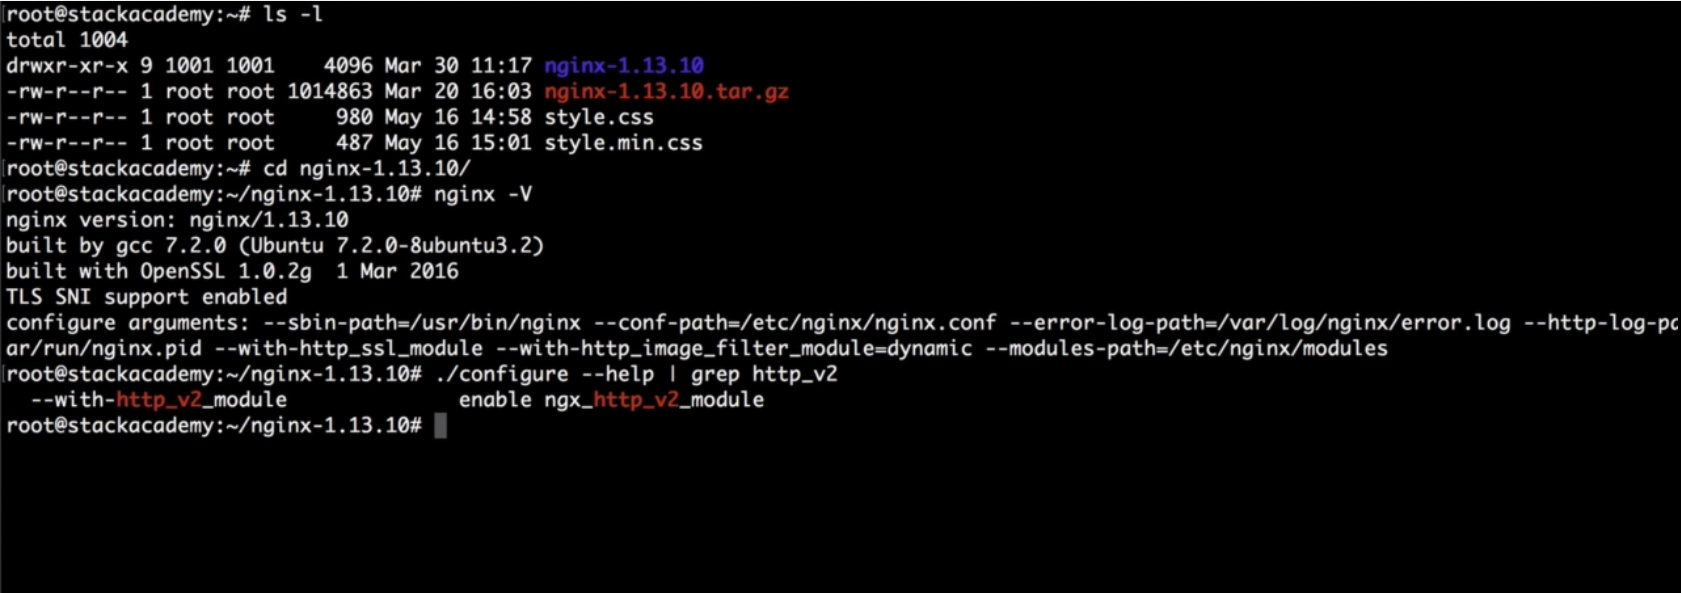 root@stackacademy:~# ls -l
total 1004
drwxr-xr-x 9 1001 1001    4096 Mar 30 11:17 nginx-1.13.10
-rw-r--r-- 1 root root 1014863 Mar 20 16:03 nginx-1.13.10.tar.gz
-rw-r--r-- 1 root root     980 May 16 14:58 style.css
-rw-r--r-- 1 root root     487 May 16 15:01 style.min.css
root@stackacademy:~# cd nginx-1.13.10/
root@stackacademy:~/nginx-1.13.10# nginx -V
nginx version: nginx/1.13.10
built by gcc 7.2.0 (Ubuntu 7.2.0-8ubuntu3.2)
built with OpenSSL 1.0.2g  1 Mar 2016
TLS SNI support enabled
configure arguments: --sbin-path=/usr/bin/nginx --conf-path=/etc/nginx/nginx.conf --error-log-path=/var/log/nginx/error.log --http-log-pa
ar/run/nginx.pid --with-http_ssl_module --with-http_image_filter_module=dynamic --modules-path=/etc/nginx/modules
root@stackacademy:~/nginx-1.13.10# ./configure --help | grep http_v2
  --with-http_v2_module              enable ngx_http_v2_module
root@stackacademy:~/nginx-1.13.10#